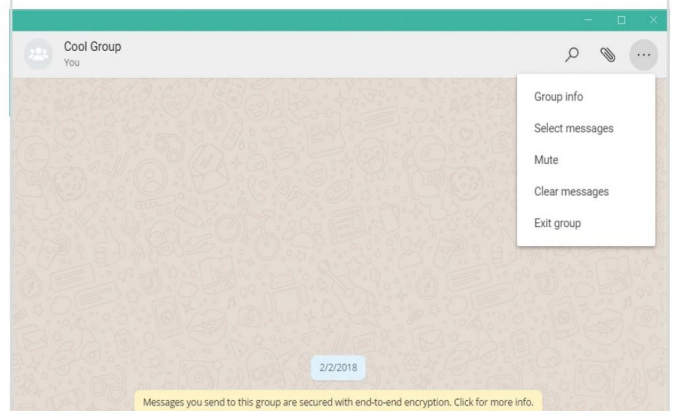 Cool Group
You
Group info
Select messages
Mute
Clear messages
Exit group
2/2/2018
Messages you send to this group are secured with end-to-end encryption. Click for more info.